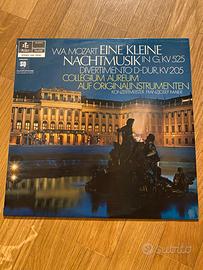 W.A. MOZART EINE KLEINE
NACHTMUSIK IN G, KV 525
DIVERTIMENTO D-DUR, KV 205
COLLEGIUM AUREUM
AUF ORIGINALINSTRUMENTEN
KONZERTMEISTER: FRANZJOSEF MAIER
Subito